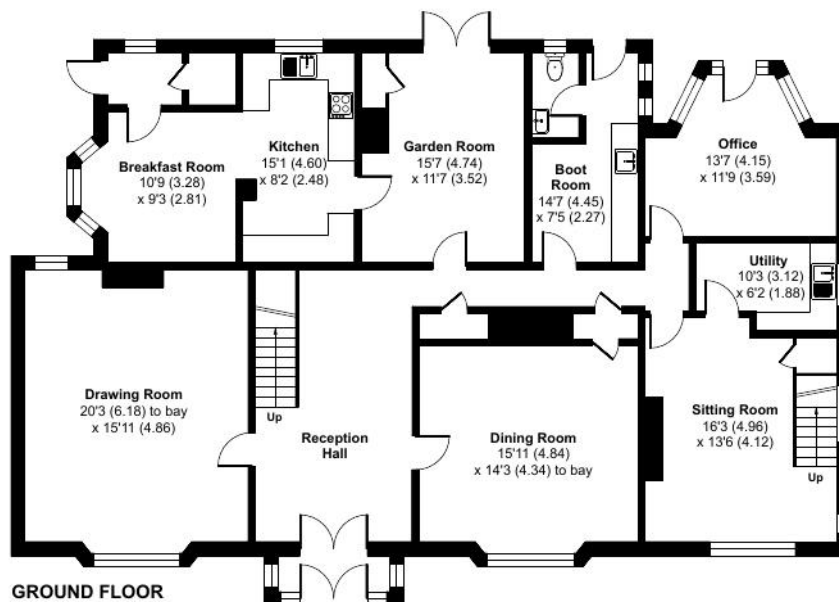 Breakfast Room
10'9 (3.28)
x 9'3 (2.81)
Kitchen
15'1 (4.60)
x 8'2 (2.48)
Garden Room
15'7 (4.74)
x 11'7 (3.52)
Boot
Room
14'7 (4.45)
x 7'5 (2.27)
Office
13'7 (4.15)
x 11'9 (3.59)
Utility
10'3 (3.12)
x 6'2 (1.88)
Drawing Room
20'3 (6.18) to bay
x 15'11 (4.86)
Up
Reception
Hall
Dining Room
15'11 (4.84)
x 14'3 (4.34) to bay
Sitting Room
16'3 (4.96)
x 13'6 (4.12)
Up
GROUND FLOOR